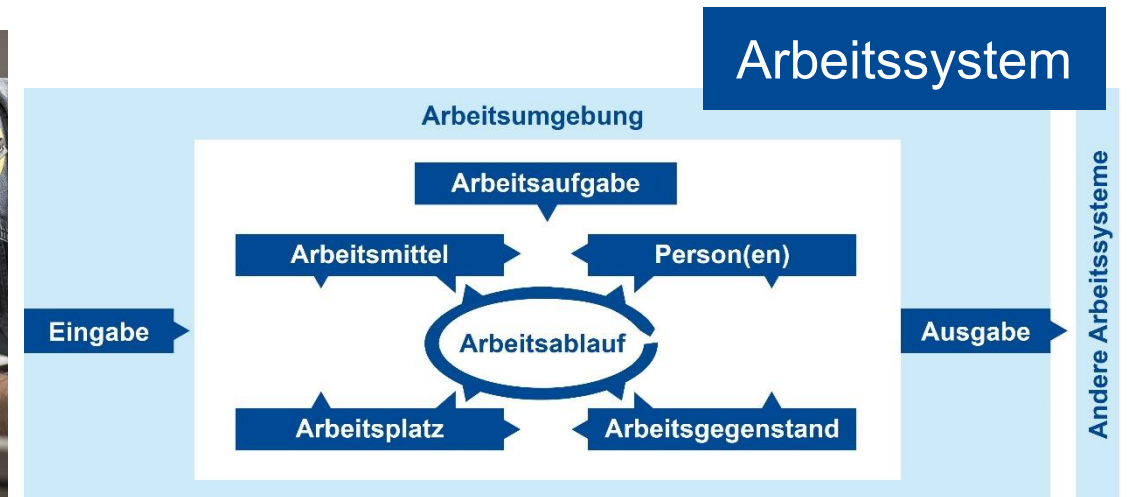 Arbeitssystem
Arbeitsumgebung
Arbeitsaufgabe
Arbeitsmittel
Person(en)
Eingabe
Arbeitsablauf
Ausgabe
Arbeitsplatz
Arbeitsgegenstand
Andere Arbeitssysteme